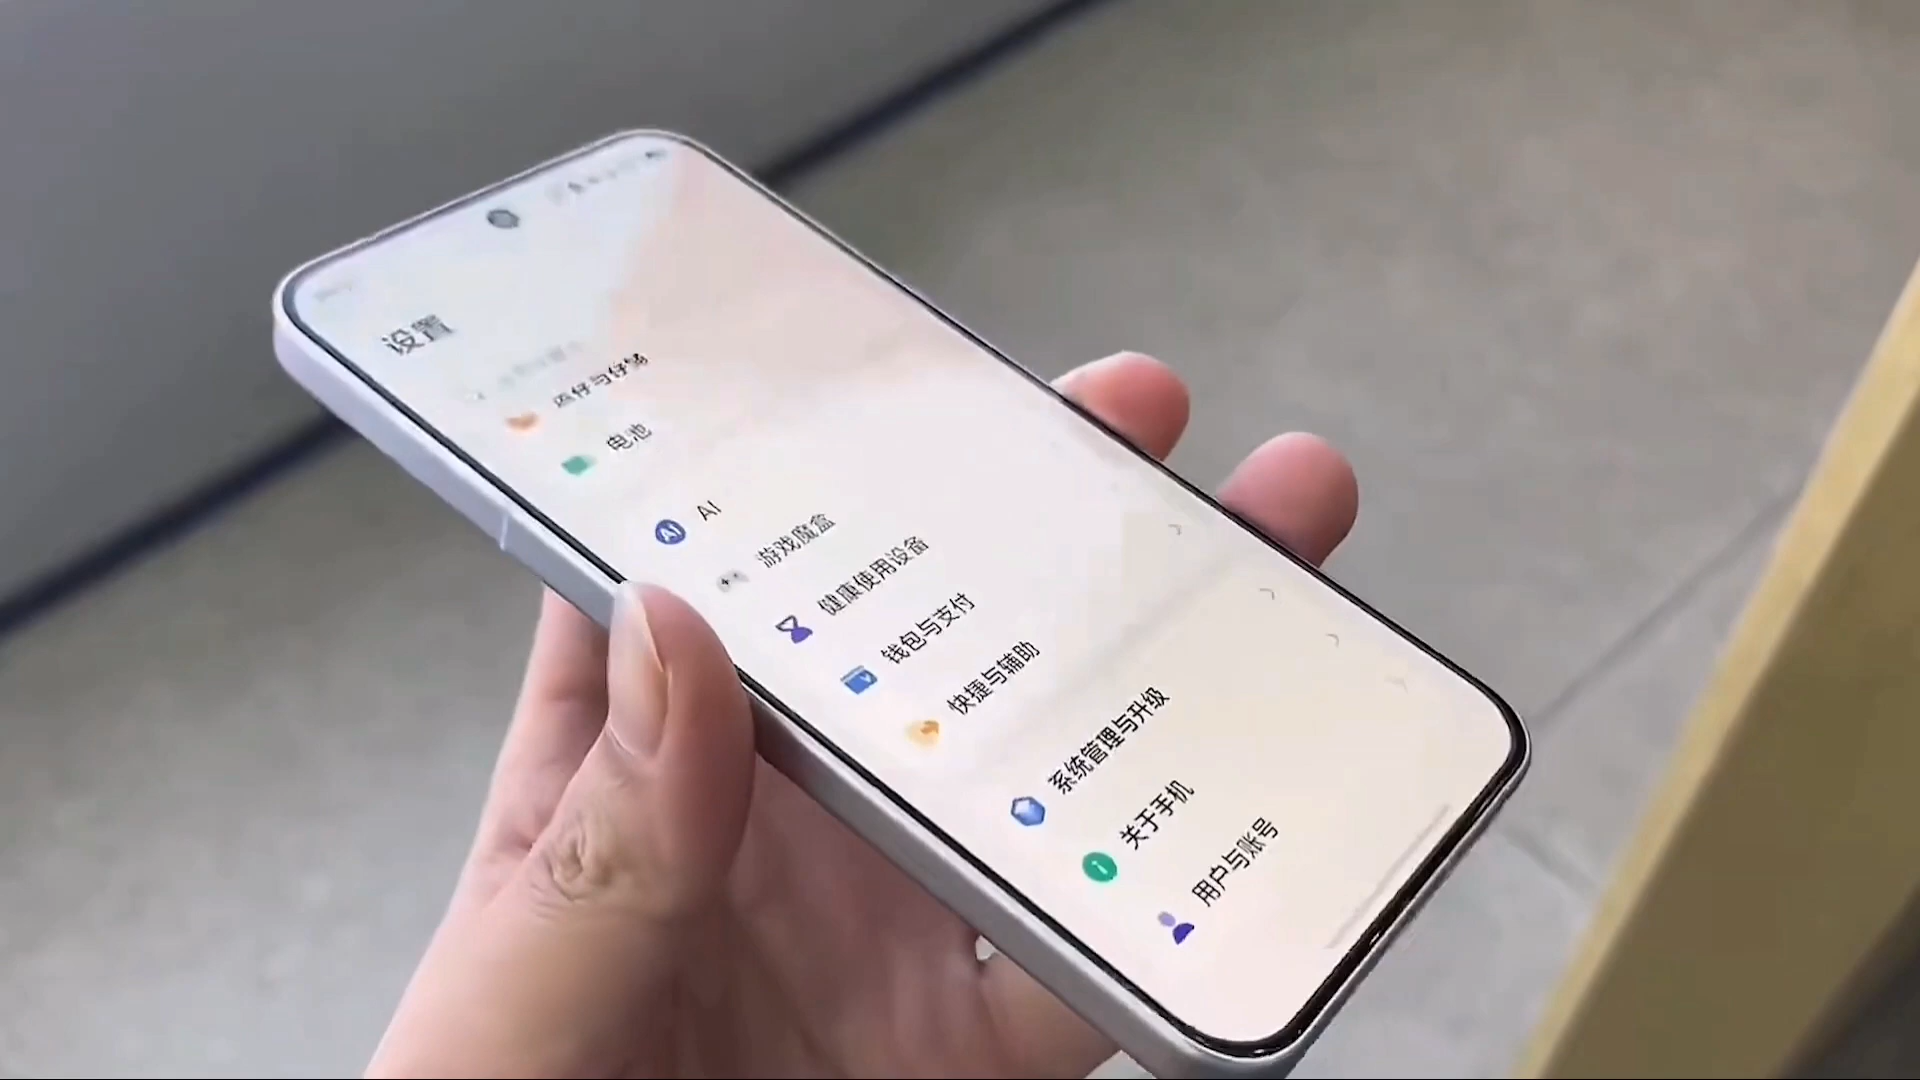 设置
电池
AI
游戏魔盒
健康使用设备
钱包与支付
快捷与辅助
系统管理与升级
关于手机
用户与账号